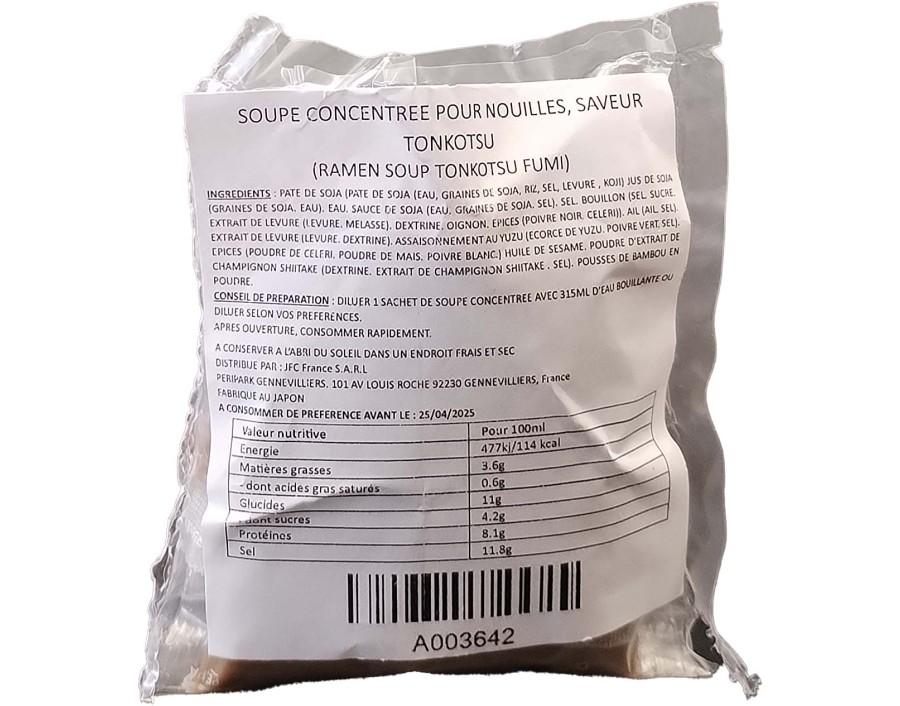 SOUPE CONCENTREE POUR NOUILLES, SAVEUR
TONKOTSU
(RAMEN SOUP TONKOTSU FUMI)
INGREDIENTS : PATE DE SOJA (PATE DE SOJA (EAU, GRAINES DE SOJA, RIZ, SEL, LEVURE , KOJI) JUS DE SOJA
(GRAINES DE SOJA. EAU). EAU. SAUCE DE SOJA (EAU, GRAINES DE SOJA. SEL). SEL. BOUILLON (SEL. SUCRE.
EXTRAIT DE LEVURE (LEVURE. MELASSE). DEXTRINE, OIGNON. EPICES (POIVRE NOIR. CELERI)). AIL (AIL. SEL).
EXTRAIT DE LEVURE (LEVURE. DEXTRINE). ASSAISONNEMENT AU YUZU (ECORCE DE YUZU. POIVRE VERT, SEL).
EPICES (POUDRE DE CELERI, POUDRE DE MAIS. POIVRE BLANC.) HUILE DE SESAME. POUDRE D'EXTRAIT DE
CHAMPIGNON SHIITAKE (DEXTRINE. EXTRAIT DE CHAMPIGNON SHIITAKE . SEL). POUSSES DE BAMBOU EN
POUDRE.
CONSEIL DE PREPARATION : DILUER 1 SACHET DE SOUPE CONCENTREE AVEC 315ML D'EAU BOUILLANTE OU
DILUER SELON VOS PREFERENCES.
APRES OUVERTURE, CONSOMMER RAPIDEMENT.
A CONSERVER A L'ABRI DU SOLEIL DANS UN ENDROIT FRAIS ET SEC
DISTRIBUE PAR : JFC France S.A.R.L
PERIPARK GENNEVILLIERS. 101 AV LOUIS ROCHE 92230 GENNEVILLIERS, France
FABRIQUE AU JAPON
A CONSOMMER DE PREFERENCE AVANT LE : 25/04/2025
Valeur nutritive Pour 100ml
Energie 477kj/114 kcal
Matières grasses 3.6g
- dont acides gras saturés 0.6g
Glucides 11g
- dont sucres 4.2g
Protéines 8.1g
Sel 11.8g
A003642